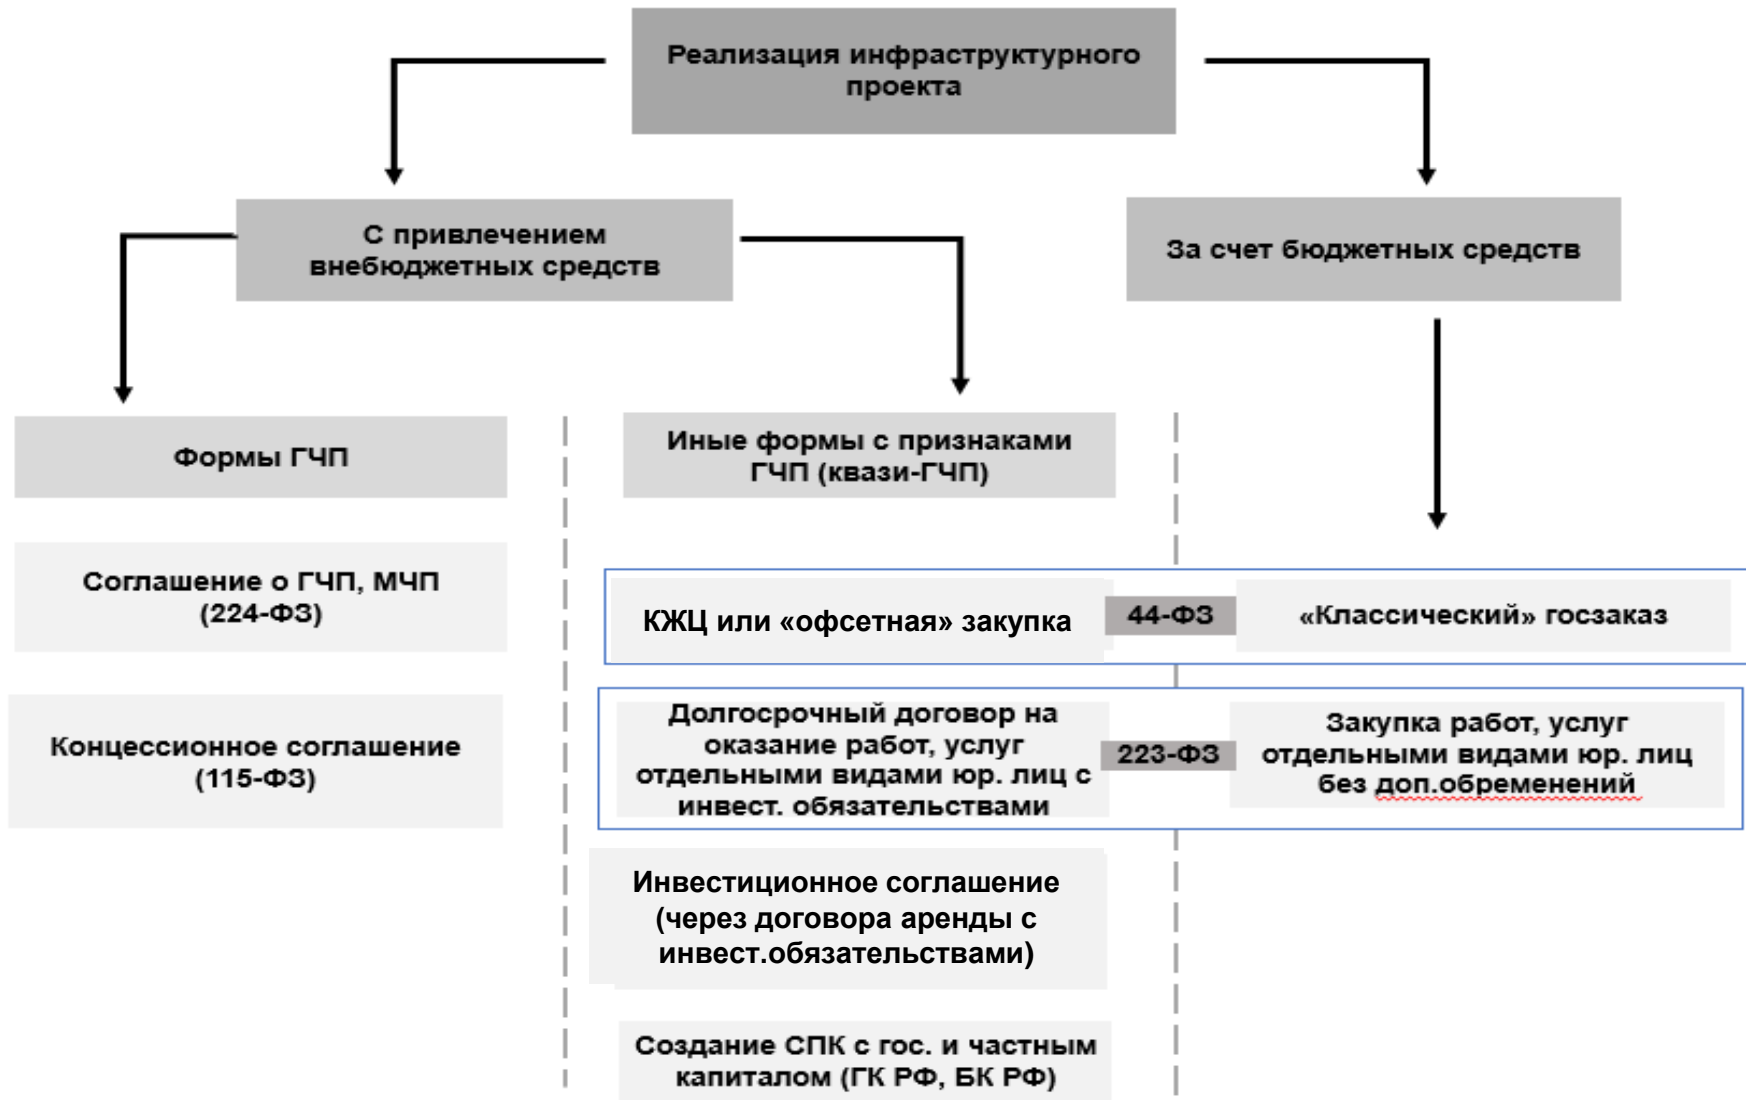 Реализация инфраструктурного
проекта
С привлечением
внебюджетных средств
За счет бюджетных средств
Формы ГЧП
Иные формы с признаками
ГЧП (квази-ГЧП)
Соглашение о ГЧП, МЧП
(224-ФЗ)
КЖЦ или «офсетная» закупка
44-ФЗ
«Классический» госзаказ
Концессионное соглашение
(115-ФЗ)
Долгосрочный договор на
оказание работ, услуг
отдельными видами юр. лиц с
инвест. обязательствами
223-ФЗ
Закупка работ, услуг
отдельными видами юр. лиц
без доп.обременений
Инвестиционное соглашение
(через договора аренды с
инвест.обязательствами)
Создание СПК с гос. и частным
капиталом (ГК РФ, БК РФ)